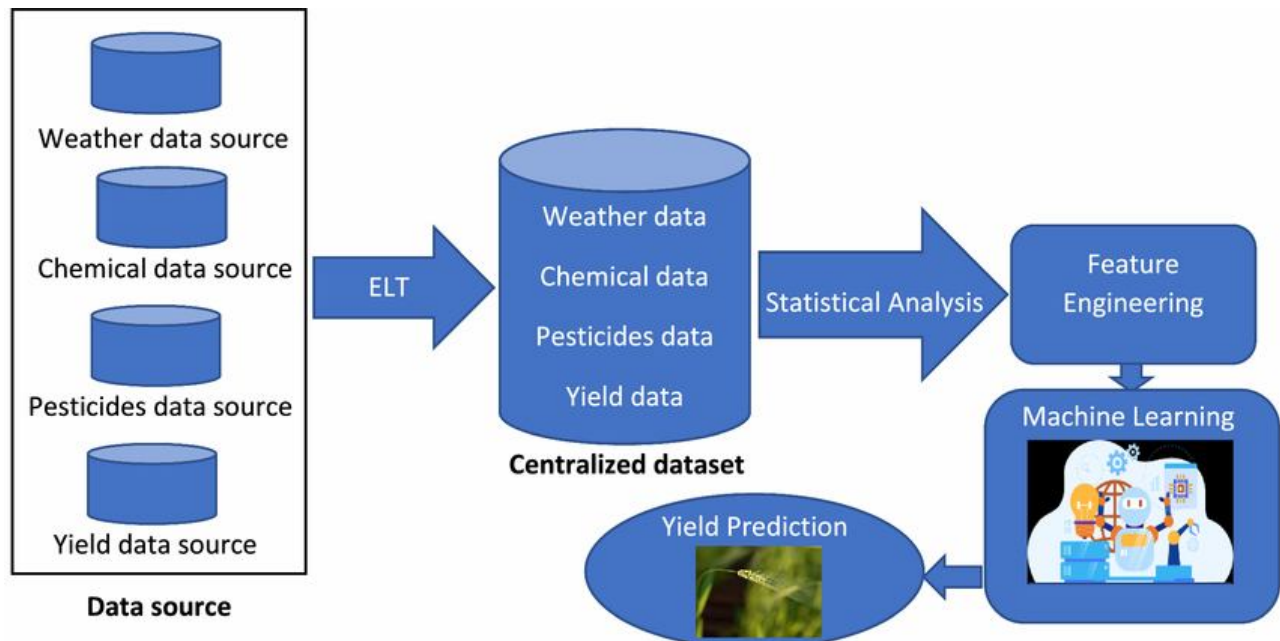 Weather data source
Chemical data source
Pesticides data source
Yield data source
Data source
ELT
Weather data
Chemical data
Pesticides data
Yield data
Centralized dataset
Statistical Analysis
Feature
Engineering
Machine Learning
Yield Prediction